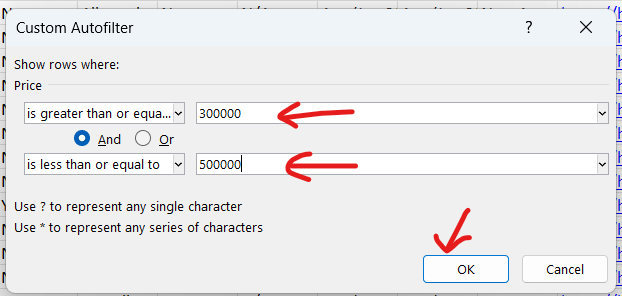 Custom Autofilter ?
Show rows where:
Price
is greater than or equa... 300000
And Or
is less than or equal to 500000
Use ? to represent any single character
Use * to represent any series of characters
OK Cancel